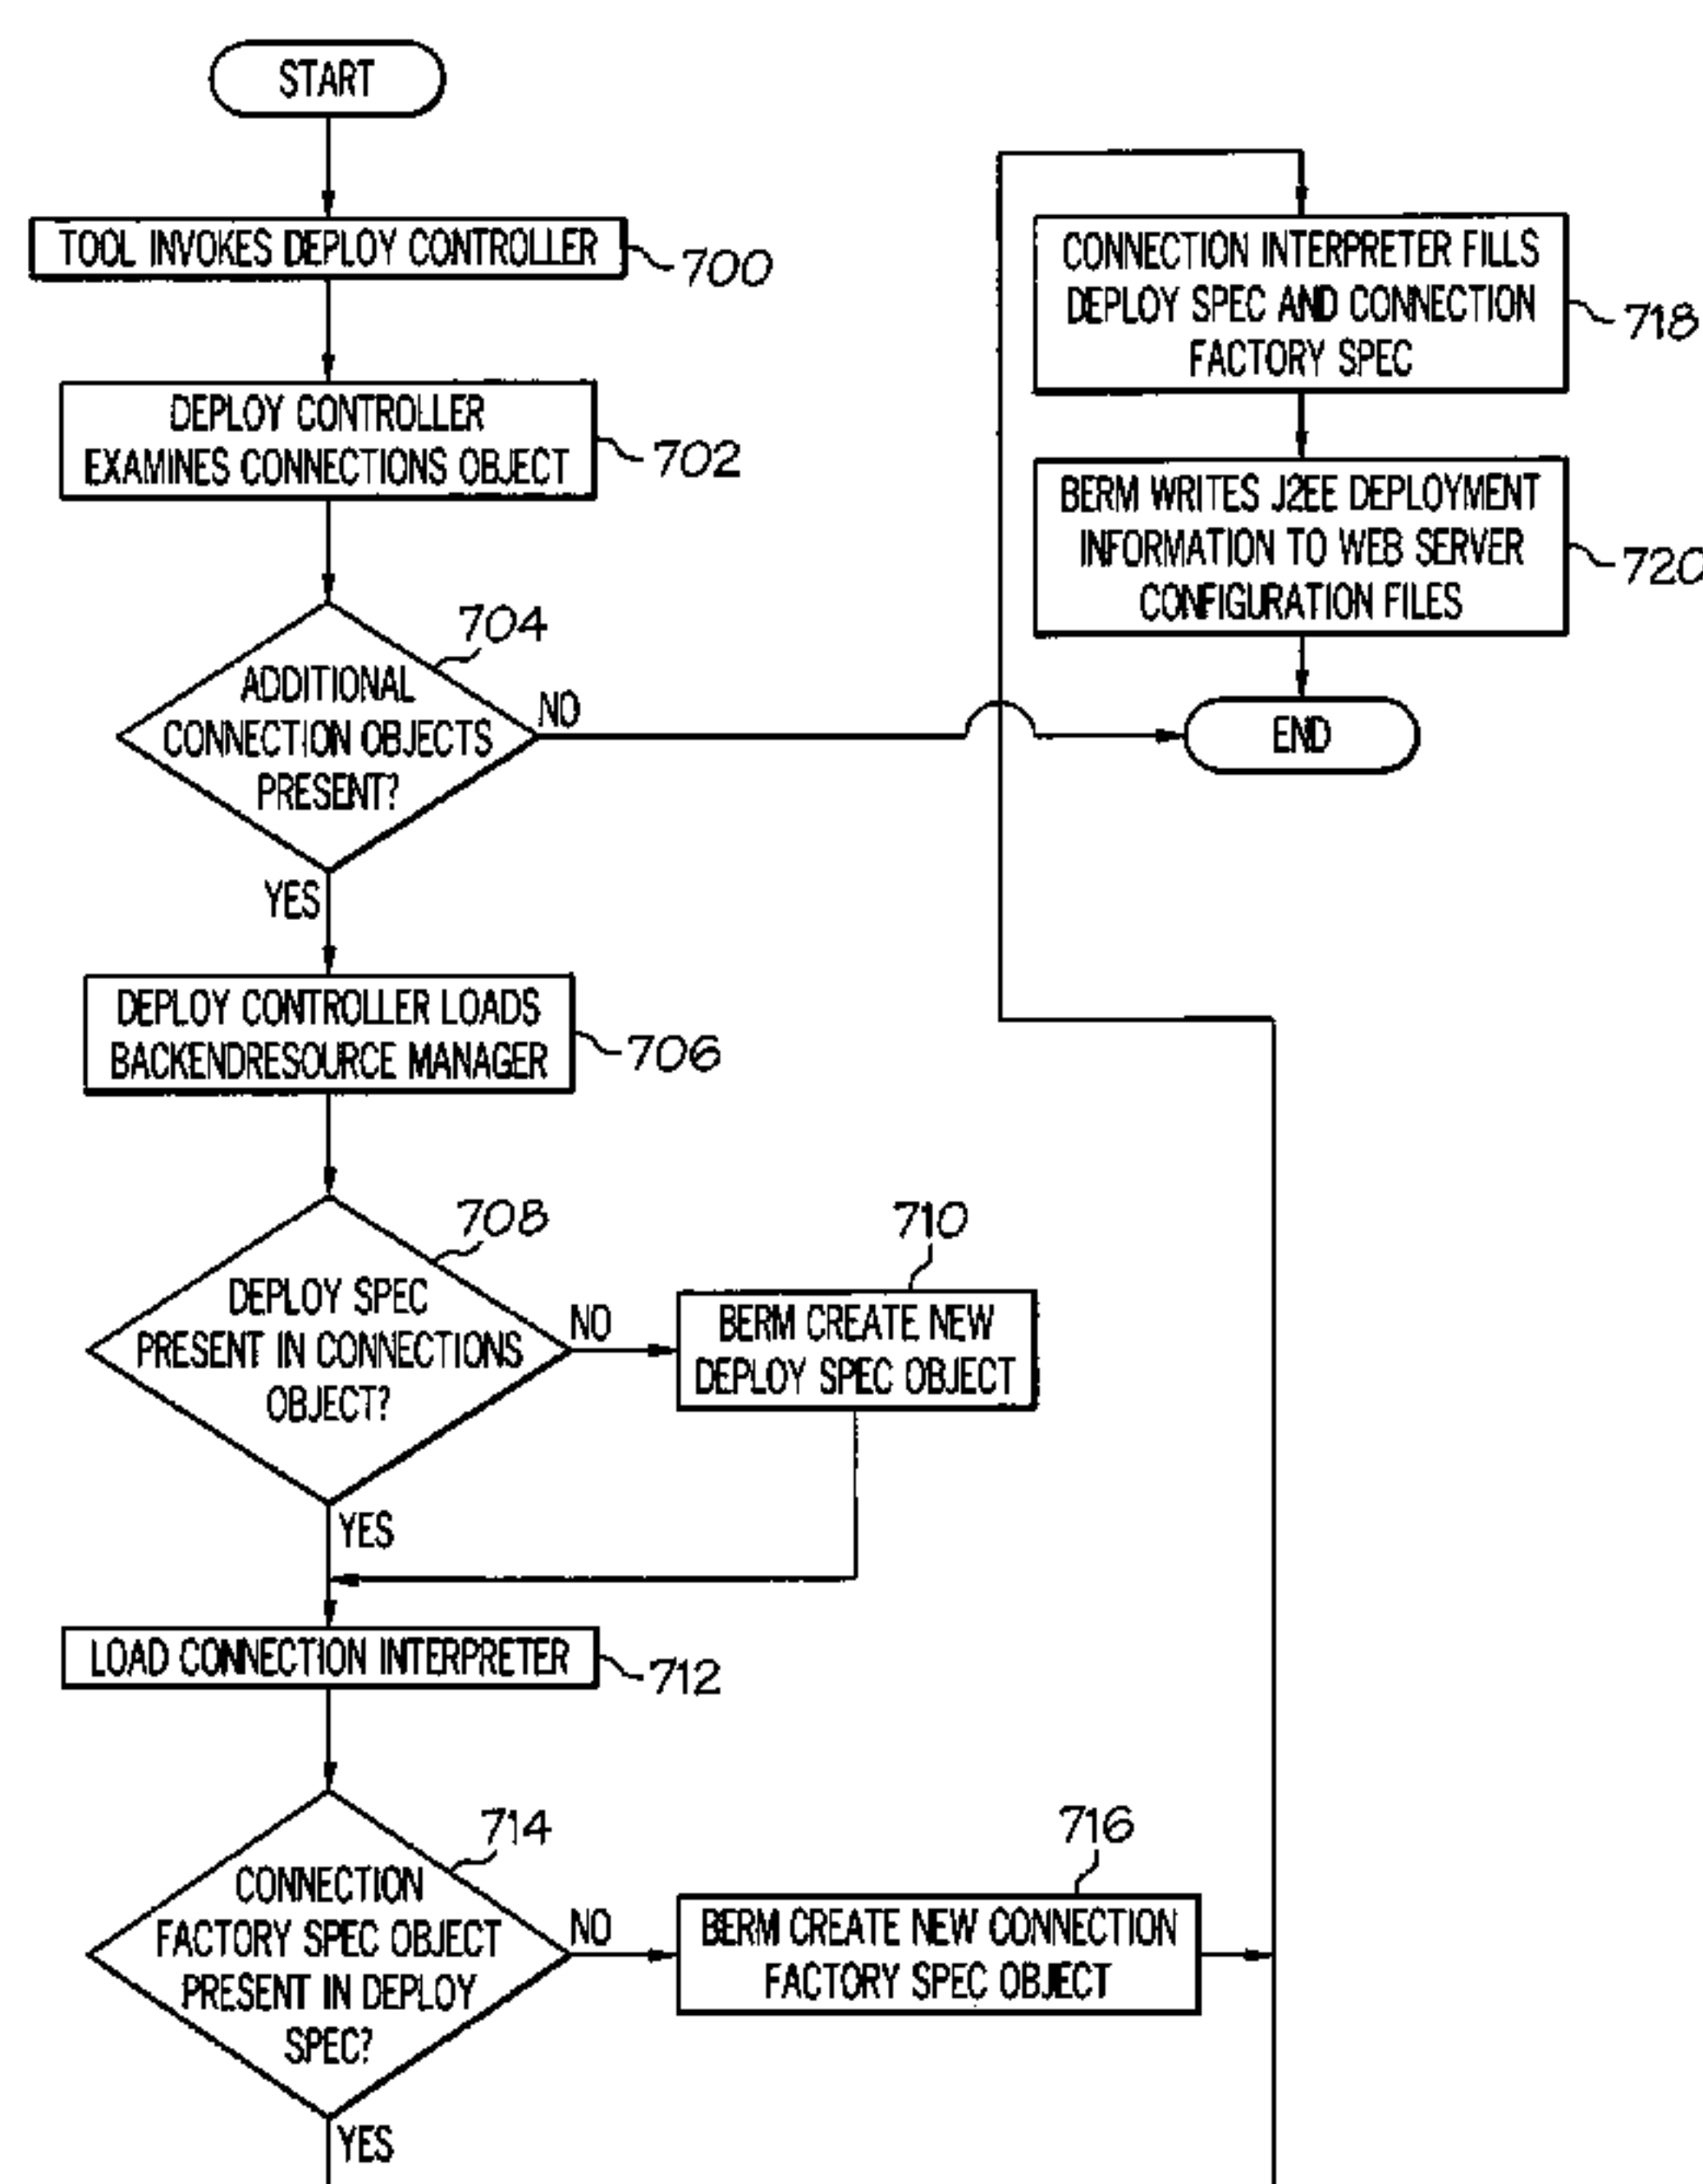 START
TOOL INVOKES DEPLOY CONTROLLER
700
DEPLOY CONTROLLER
EXAMINES CONNECTIONS OBJECT
702
704
ADDITIONAL
CONNECTION OBJECTS
PRESENT?
NO
YES
DEPLOY CONTROLLER LOADS
BACKENDRESOURCE MANAGER
706
708
DEPLOY SPEC
PRESENT IN CONNECTIONS
OBJECT?
NO
YES
710
BERM CREATE NEW
DEPLOY SPEC OBJECT
LOAD CONNECTION INTERPRETER
712
714
CONNECTION
FACTORY SPEC OBJECT
PRESENT IN DEPLOY
SPEC?
NO
YES
716
BERM CREATE NEW CONNECTION
FACTORY SPEC OBJECT
CONNECTION INTERPRETER FILLS
DEPLOY SPEC AND CONNECTION
FACTORY SPEC
718
BERM WRITES J2EE DEPLOYMENT
INFORMATION TO WEB SERVER
CONFIGURATION FILES
720
END